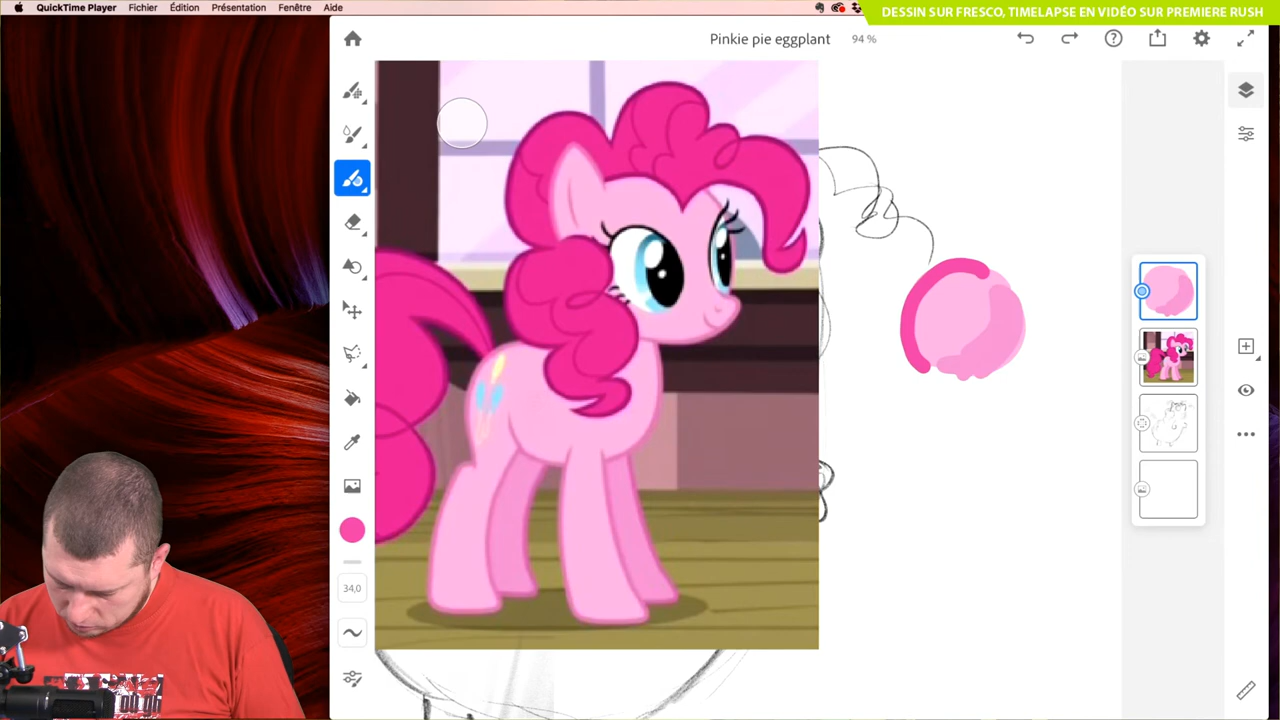 QuickTime Player Fichier Édition Présentation Fenêtre Aide
DESSIN SUR FRESCO, TIMELAPSE EN VIDÉO SUR PREMIERE RUSH
Pinkie pie eggplant 94 %
34,0